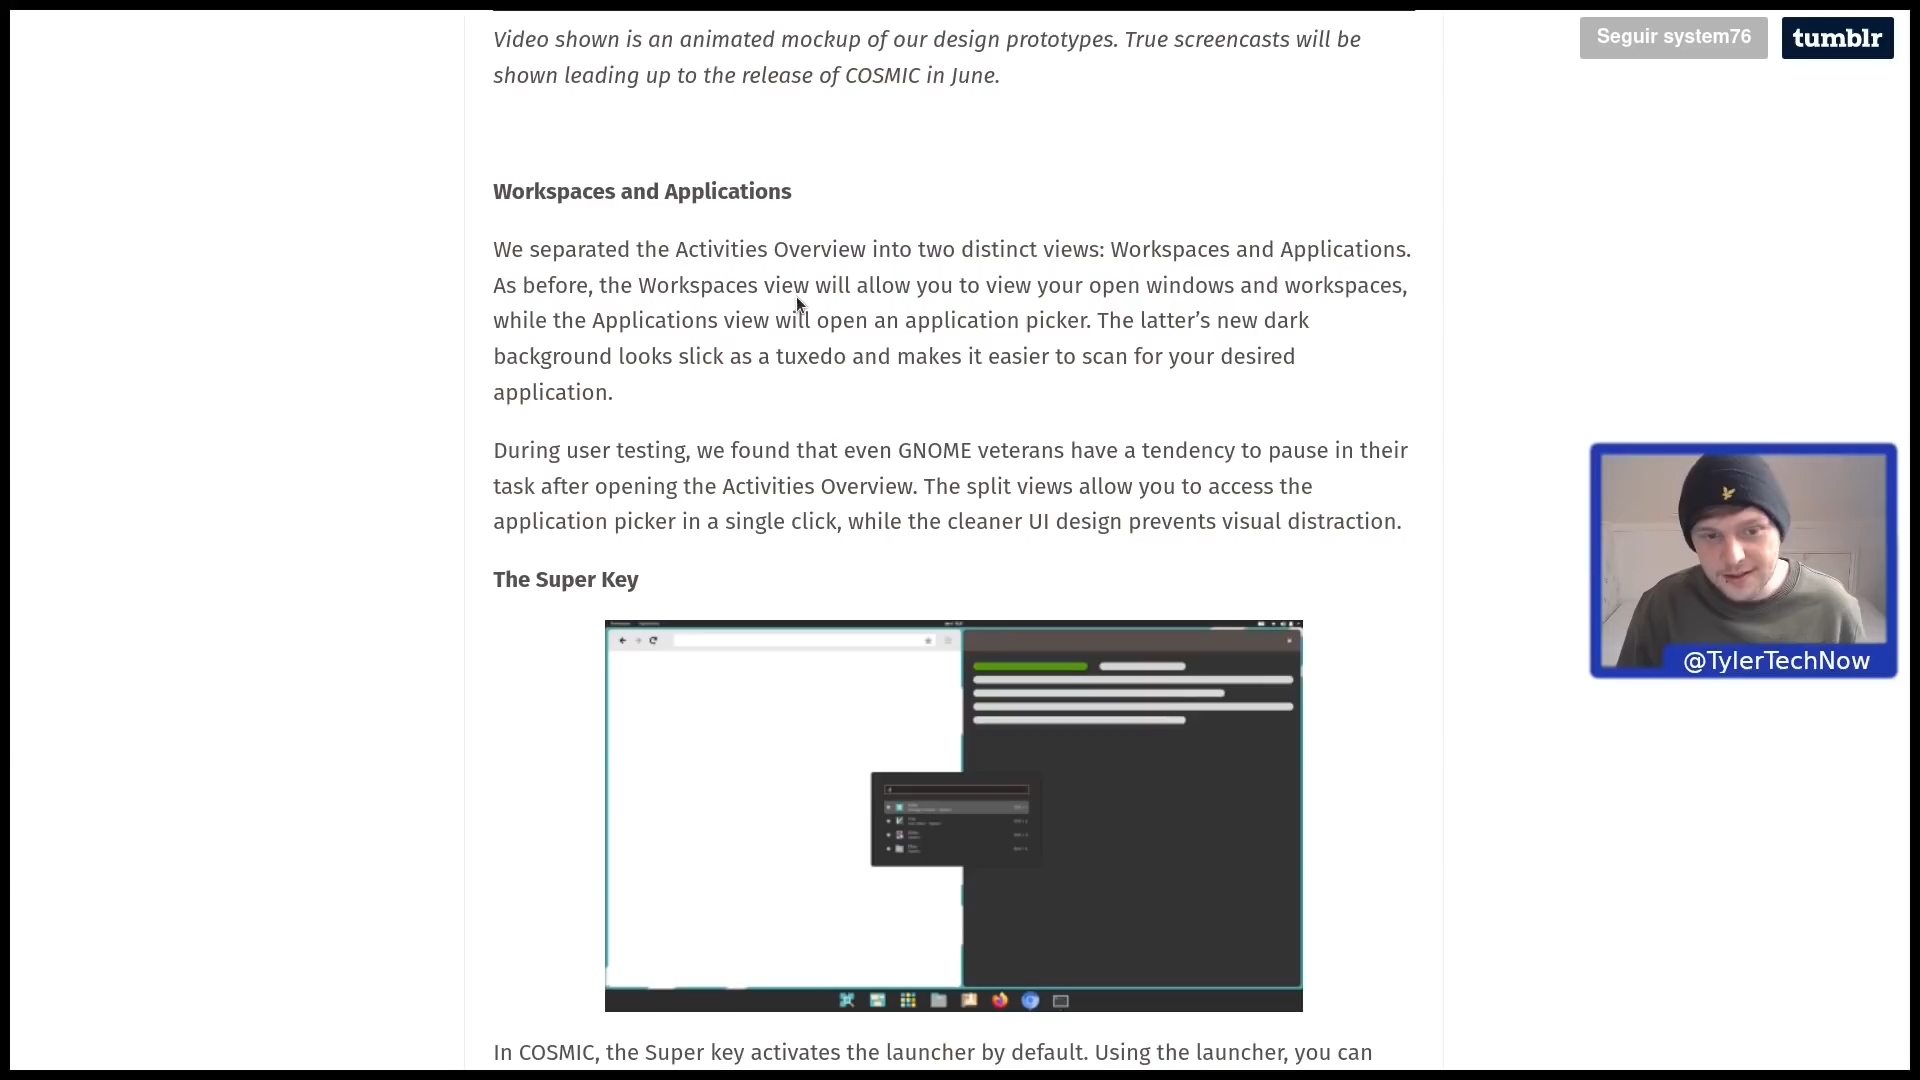 Video shown is an animated mockup of our design prototypes. True screencasts will be
shown leading up to the release of COSMIC in June.
Seguir system76
tumblr
Workspaces and Applications
We separated the Activities Overview into two distinct views: Workspaces and Applications.
As before, the Workspaces view will allow you to view your open windows and workspaces,
while the Applications view will open an application picker. The latter’s new dark
background looks slick as a tuxedo and makes it easier to scan for your desired
application.
During user testing, we found that even GNOME veterans have a tendency to pause in their
task after opening the Activities Overview. The split views allow you to access the
application picker in a single click, while the cleaner UI design prevents visual distraction.
@TylerTechNow
The Super Key
In COSMIC, the Super key activates the launcher by default. Using the launcher, you can